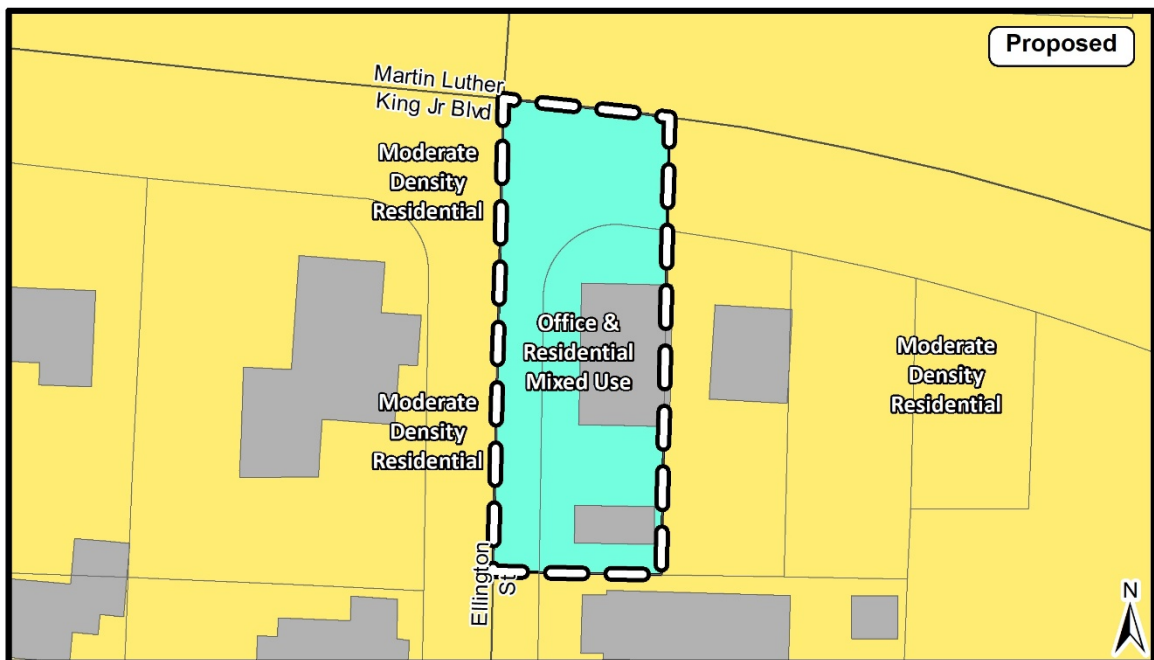 Proposed
Martin Luther
King Jr Blvd
Moderate
Density
Residential
Office &
Residential
Mixed Use
Moderate
Density
Residential
Moderate
Density
Residential
Ellington
St
N